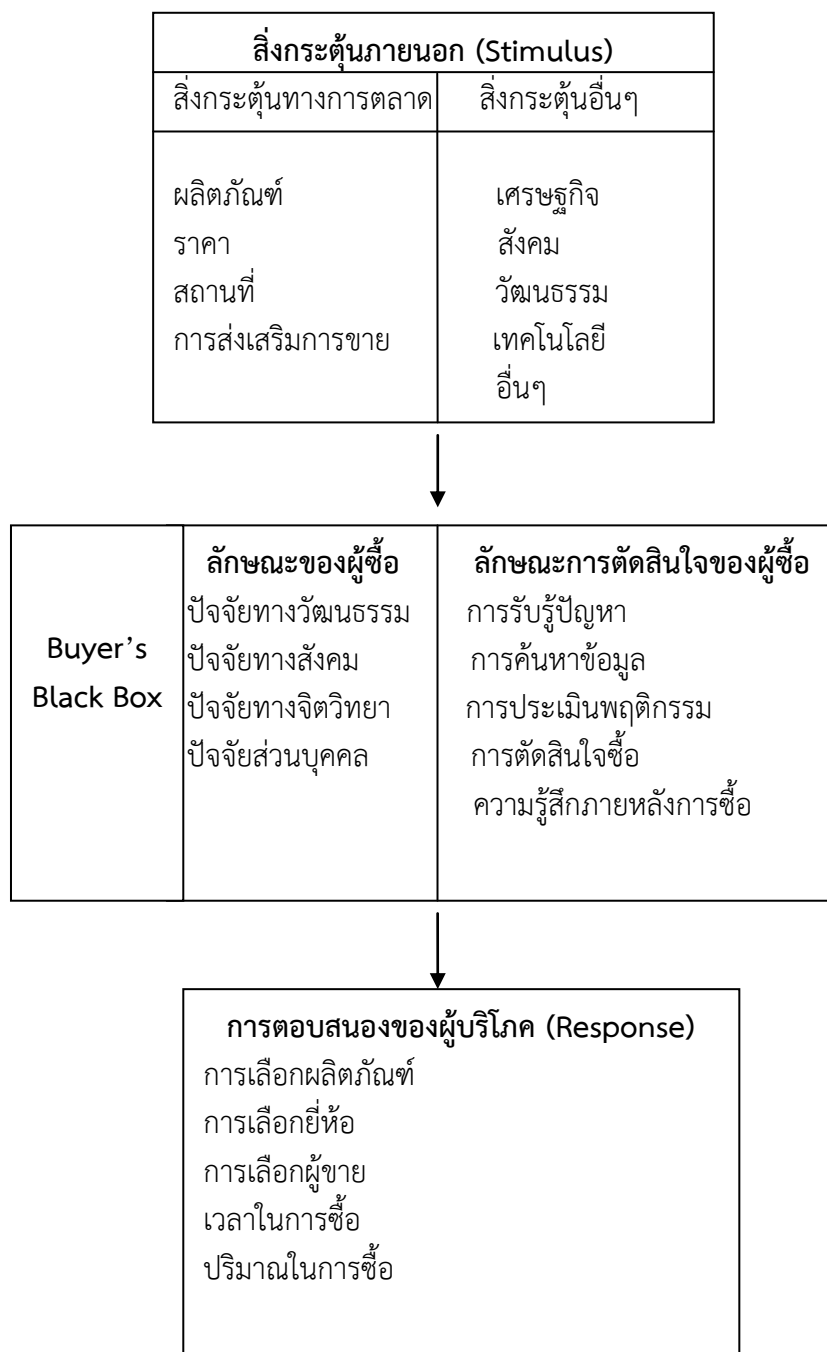 สิ่งกระตุ้นภายนอก (Stimulus)
สิ่งกระตุ้นทางการตลาด
ผลิตภัณฑ์
ราคา
สถานที่
การส่งเสริมการขาย
สิ่งกระตุ้นอื่นๆ
เศรษฐกิจ
สังคม
วัฒนธรรม
เทคโนโลยี
อื่นๆ
Buyer’s
Black Box
ลักษณะของผู้ซื้อ
ปัจจัยทางวัฒนธรรม
ปัจจัยทางสังคม
ปัจจัยทางจิตวิทยา
ปัจจัยส่วนบุคคล
ลักษณะการตัดสินใจของผู้ซื้อ
การรับรู้ปัญหา
การค้นหาข้อมูล
การประเมินพฤติกรรม
การตัดสินใจซื้อ
ความรู้สึกภายหลังการซื้อ
การตอบสนองของผู้บริโภค (Response)
การเลือกผลิตภัณฑ์
การเลือกยี่ห้อ
การเลือกผู้ขาย
เวลาในการซื้อ
ปริมาณในการซื้อ